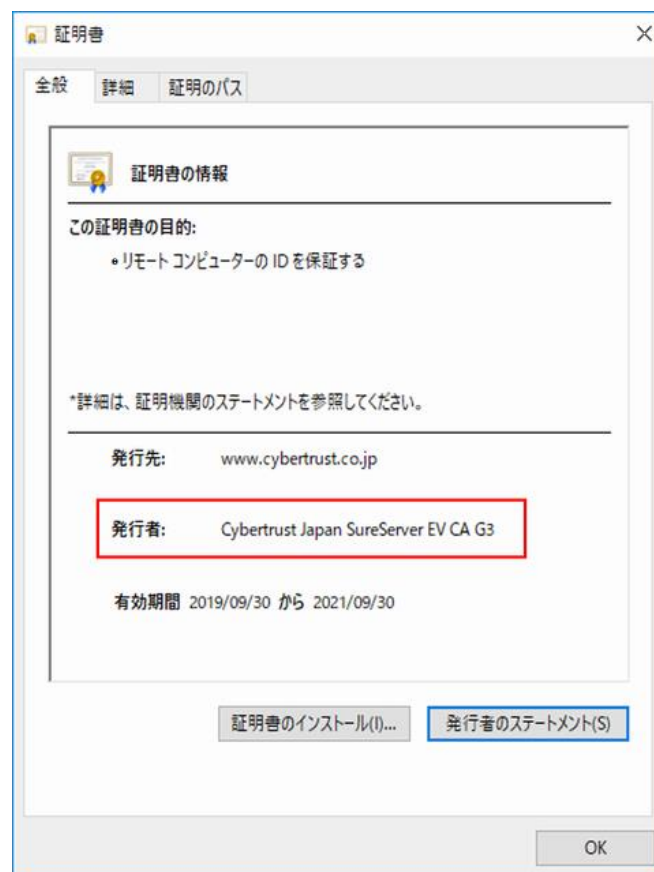 証明書
全般 詳細 証明のパス
証明書の情報
この証明書の目的:
• リモート コンピューターの ID を保証する
*詳細は、証明機関のステートメントを参照してください。
発行先: www.cybertrust.co.jp
発行者: Cybertrust Japan SureServer EV CA G3
有効期間 2019/09/30 から 2021/09/30
証明書のインストール(I)... 発行者のステートメント(S)
OK